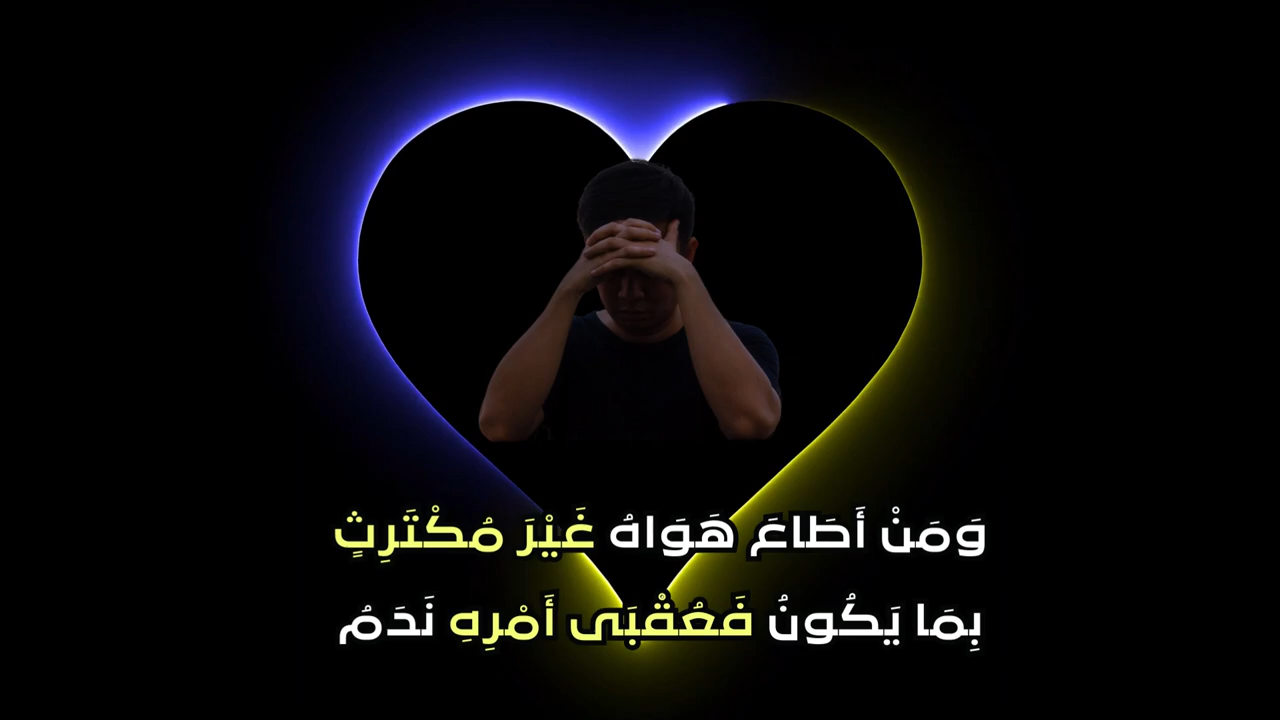 وَمَنْ أَطَاعَ هَوَاهُ غَيْرَ مُكْتَرِثٍ
بِمَا يَكُونُ فَعُقْبَى أَمْرِهِ نَدَمُ